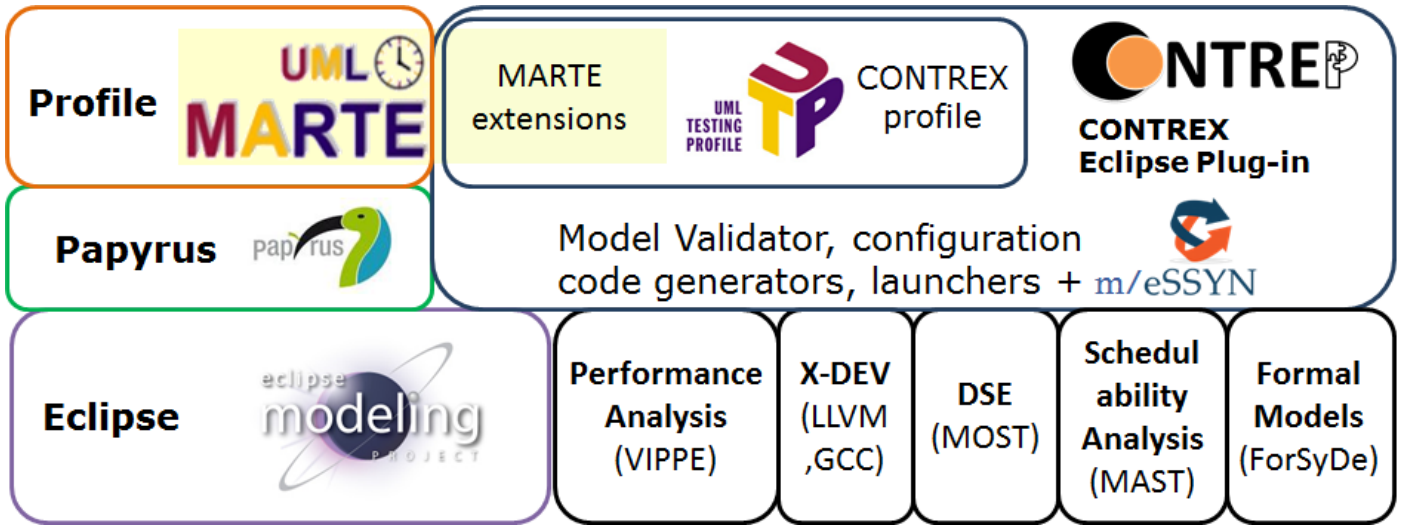 Profile
UML
MARTE
MARTE
extensions
UML
TESTING
PROFILE
UTP
CONTREX
profile
CONTREP
CONTREX
Eclipse Plug-in
Papyrus
papyrus
Model Validator, configuration
code generators, launchers + m/eSSYN
Eclipse
eclipse
modeling
PROJECT
Performance
Analysis
(VIPPE)
X-DEV
(LLVM
,GCC)
DSE
(MOST)
Schedul
ability
Analysis
(MAST)
Formal
Models
(ForSyDe)